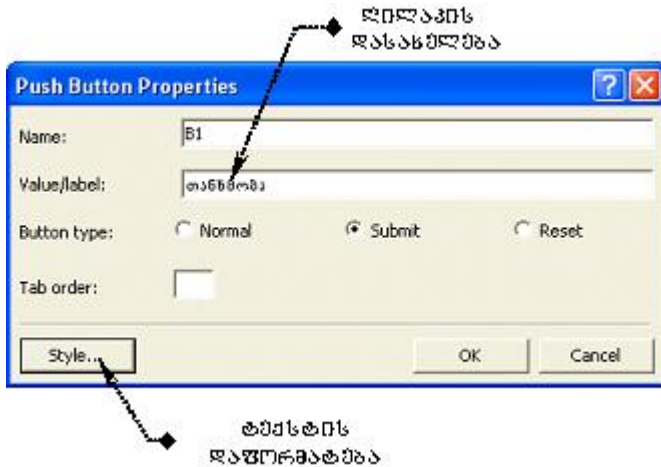 ღილაკის
დასახელება
Push Button Properties
Name: B1
Value/label: თანხმობა
Button type: Normal Submit Reset
Tab order:
Style... OK Cancel
ტექსტის
დაფორმატება